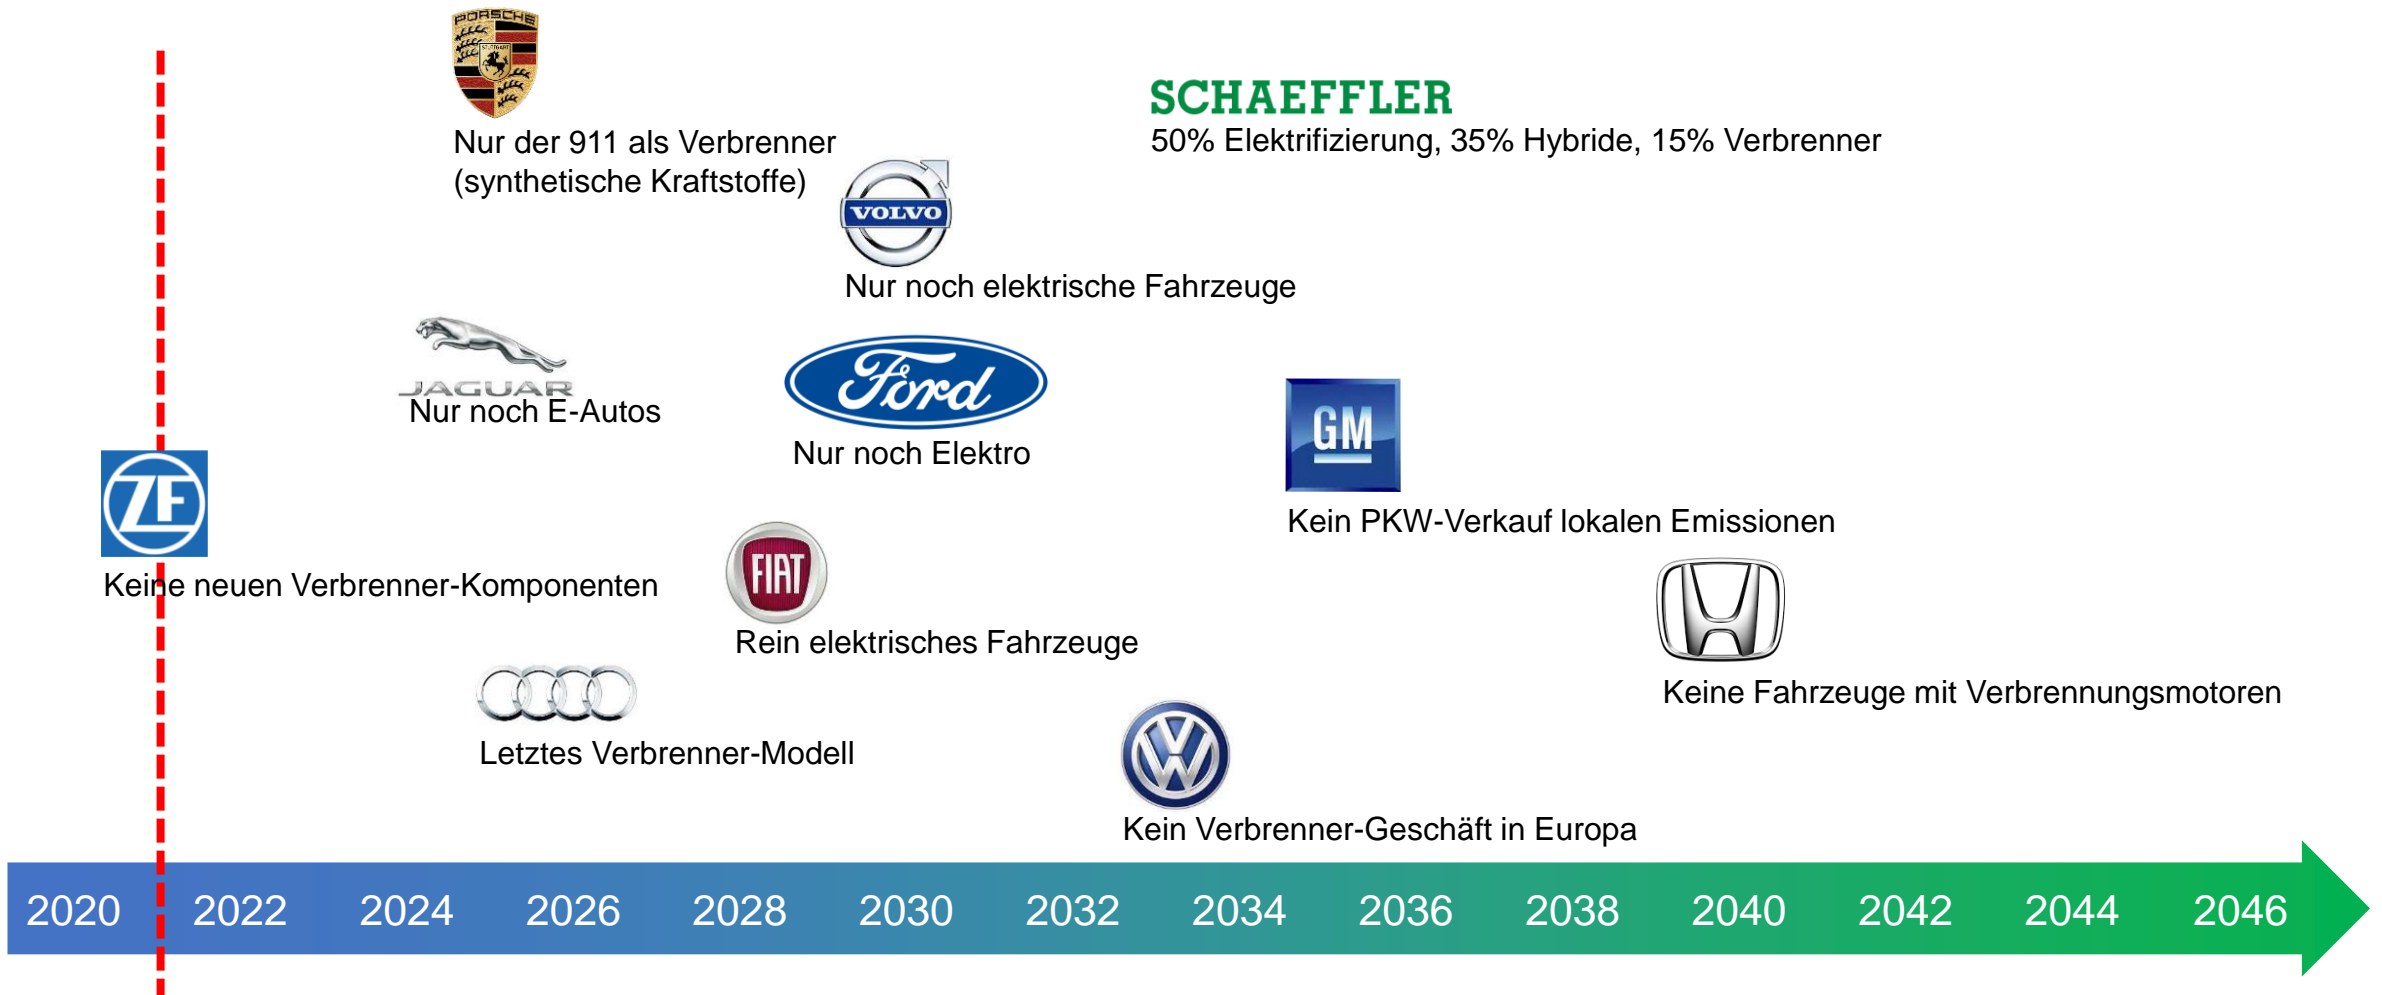 PORSCHE
STUTTGART
Nur der 911 als Verbrenner
(synthetische Kraftstoffe)
SCHAEFFLER
50% Elektrifizierung, 35% Hybride, 15% Verbrenner
VOLVO
Nur noch elektrische Fahrzeuge
JAGUAR
Nur noch E-Autos
Ford
Nur noch Elektro
GM
Kein PKW-Verkauf lokalen Emissionen
ZF
Keine neuen Verbrenner-Komponenten
FIAT
Rein elektrisches Fahrzeuge
Keine Fahrzeuge mit Verbrennungsmotoren
Letztes Verbrenner-Modell
VW
Kein Verbrenner-Geschäft in Europa
2020 2022 2024 2026 2028 2030 2032 2034 2036 2038 2040 2042 2044 2046